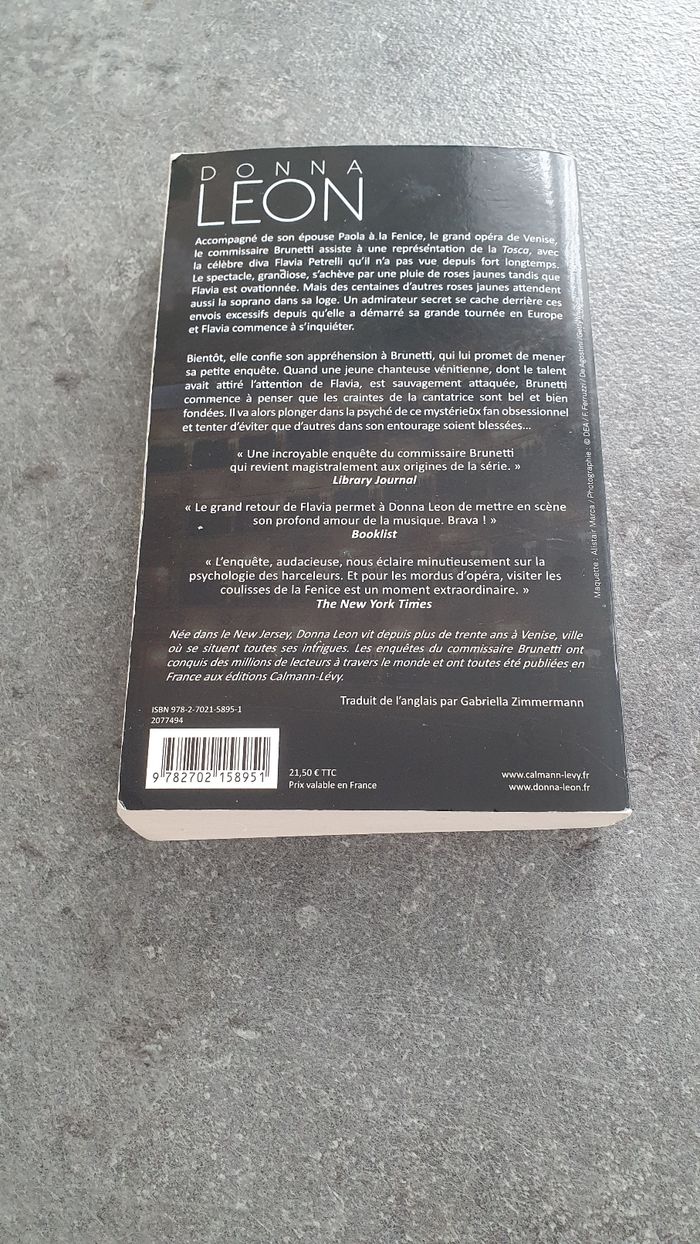 DONNA
LEON
Accompagné de son épouse Paola à la Fenice, le grand opéra de Venise,
le commissaire Brunetti assiste à une représentation de la Tosca, avec
la célèbre diva Flavia Petrelli qu'il n'a pas vue depuis fort longtemps.
Le spectacle, grandiose, s'achève par une pluie de roses jaunes tandis que
Flavia est ovationnée. Mais des centaines d'autres roses jaunes attendent
aussi la soprano dans sa loge. Un admirateur secret se cache derrière ces
envois excessifs depuis qu'elle a démarré sa grande tournée en Europe
et Flavia commence à s'inquiéter.
Bientôt, elle confie son appréhension à Brunetti, qui lui promet de mener
sa petite enquête. Quand une jeune chanteuse vénitienne, dont le talent
avait attiré l'attention de Flavia, est sauvagement attaquée, Brunetti
commence à penser que les craintes de la cantatrice sont bel et bien
fondées. Il va alors plonger dans la psyché de ce mystérieux fan obsessionnel
et tenter d'éviter que d'autres dans son entourage soient blessées...
« Une incroyable enquête du commissaire Brunetti
qui revient magistralement aux origines de la série. »
Library Journal
« Le grand retour de Flavia permet à Donna Leon de mettre en scène
son profond amour de la musique. Brava ! »
Booklist
« L'enquête, audacieuse, nous éclaire minutieusement sur la
psychologie des harceleurs. Et pour les mordus d'opéra, visiter les
coulisses de la Fenice est un moment extraordinaire. »
The New York Times
Née dans le New Jersey, Donna Leon vit depuis plus de trente ans à Venise, ville
où se situent toutes ses intrigues. Les enquêtes du commissaire Brunetti ont
conquis des millions de lecteurs à travers le monde et ont toutes été publiées en
France aux éditions Calmann-Lévy.
Traduit de l'anglais par Gabriella Zimmermann
ISBN 978-2-7021-5895-1
2077494
9 782702 158951
21,50 € TTC
Prix valable en France
www.calmann-levy.fr
www.donna-leon.fr
Maquette : Alistair Marca / Photographie : © DEA / F. Ferruzzi / De Agostini